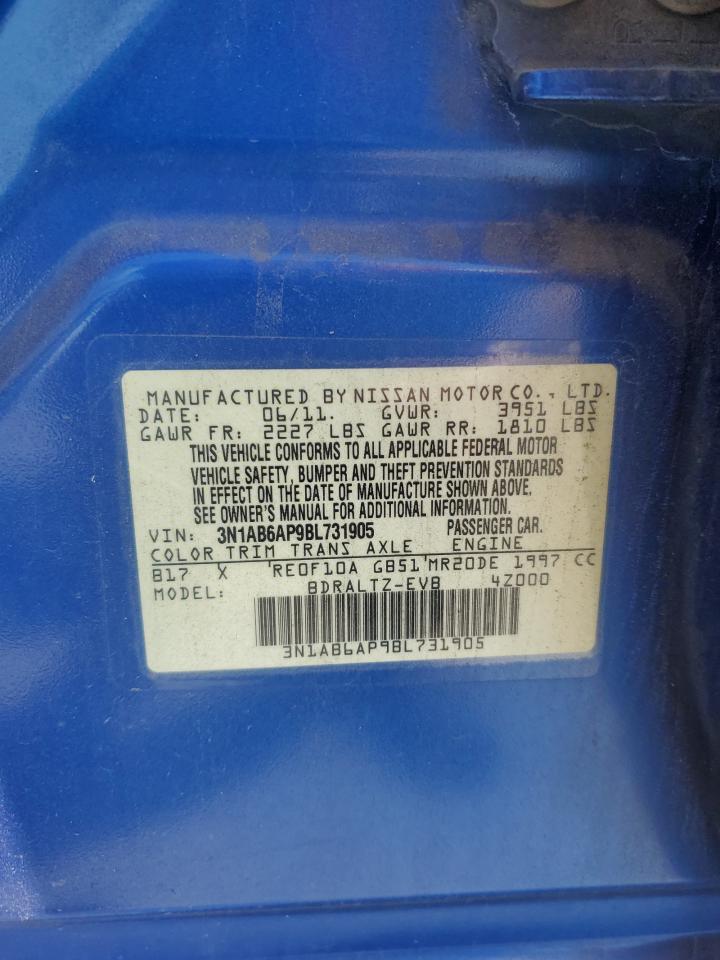 MANUFACTURED BY NISSAN MOTOR CO., LTD.
DATE: 06/11. GVWR: 3951 LBS
GAWR FR: 2227 LBS GAWR RR: 1810 LBS
THIS VEHICLE CONFORMS TO ALL APPLICABLE FEDERAL MOTOR
VEHICLE SAFETY, BUMPER AND THEFT PREVENTION STANDARDS
IN EFFECT ON THE DATE OF MANUFACTURE SHOWN ABOVE.
SEE OWNER'S MANUAL FOR ADDITIONAL INFORMATION.
VIN: 3N1AB6AP9BL731905 PASSENGER CAR.
COLOR TRIM TRANS AXLE ENGINE
B17 X RE0F10A GB51 MR20DE 1997 CC
MODEL: BDRALTZ-EVB 4Z000
3N1AB6AP9BL731905